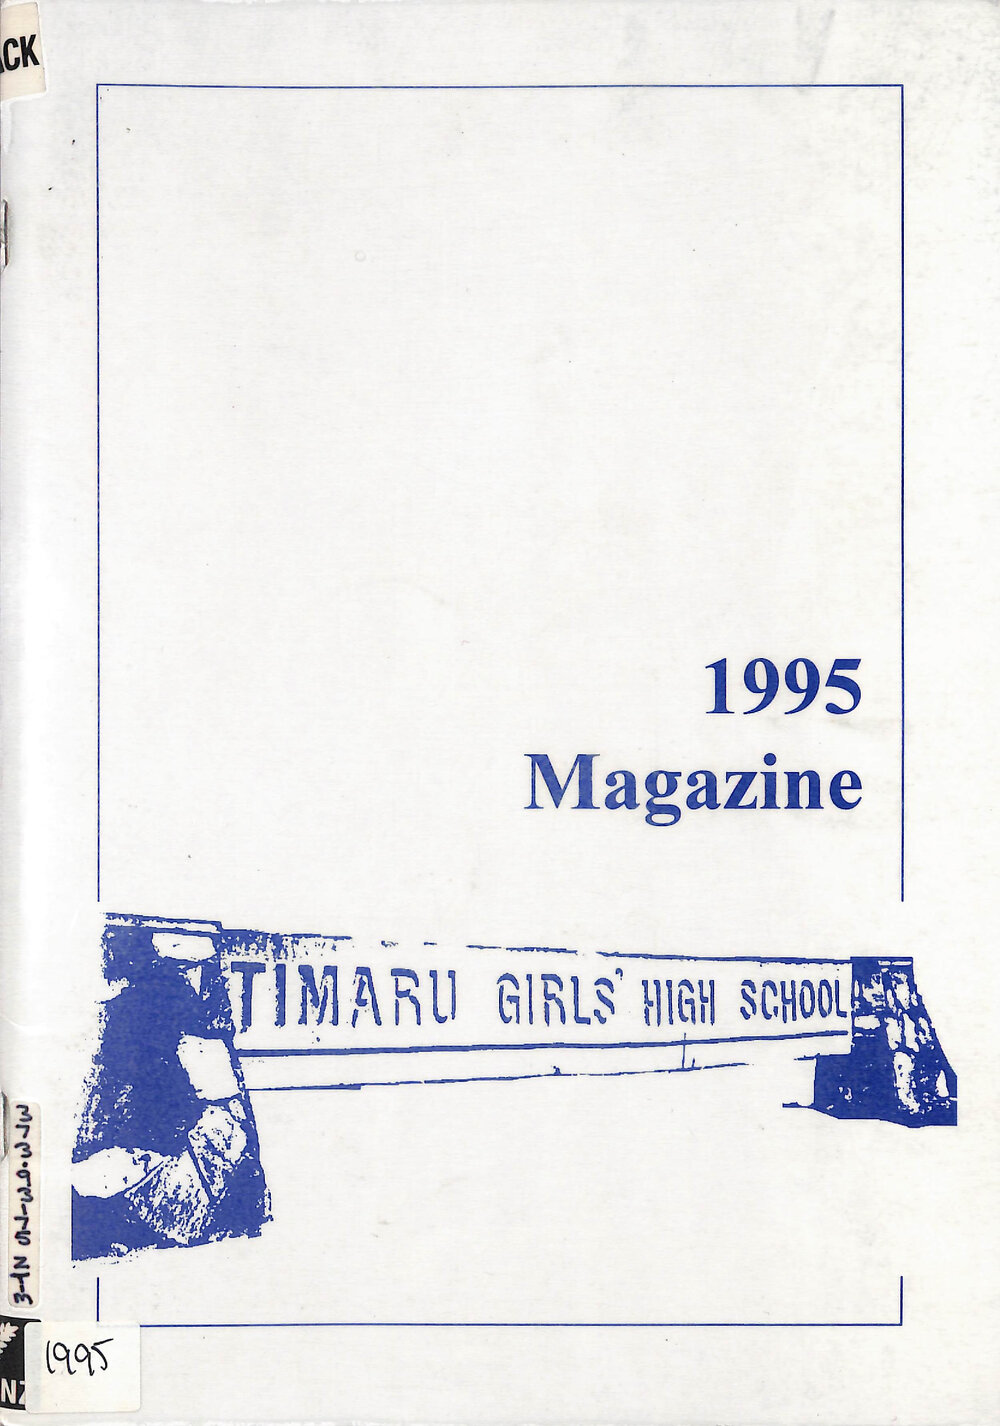 ACK
1995
Magazine
TIMARU GIRLS' HIGH SCHOOL
1995
NZ